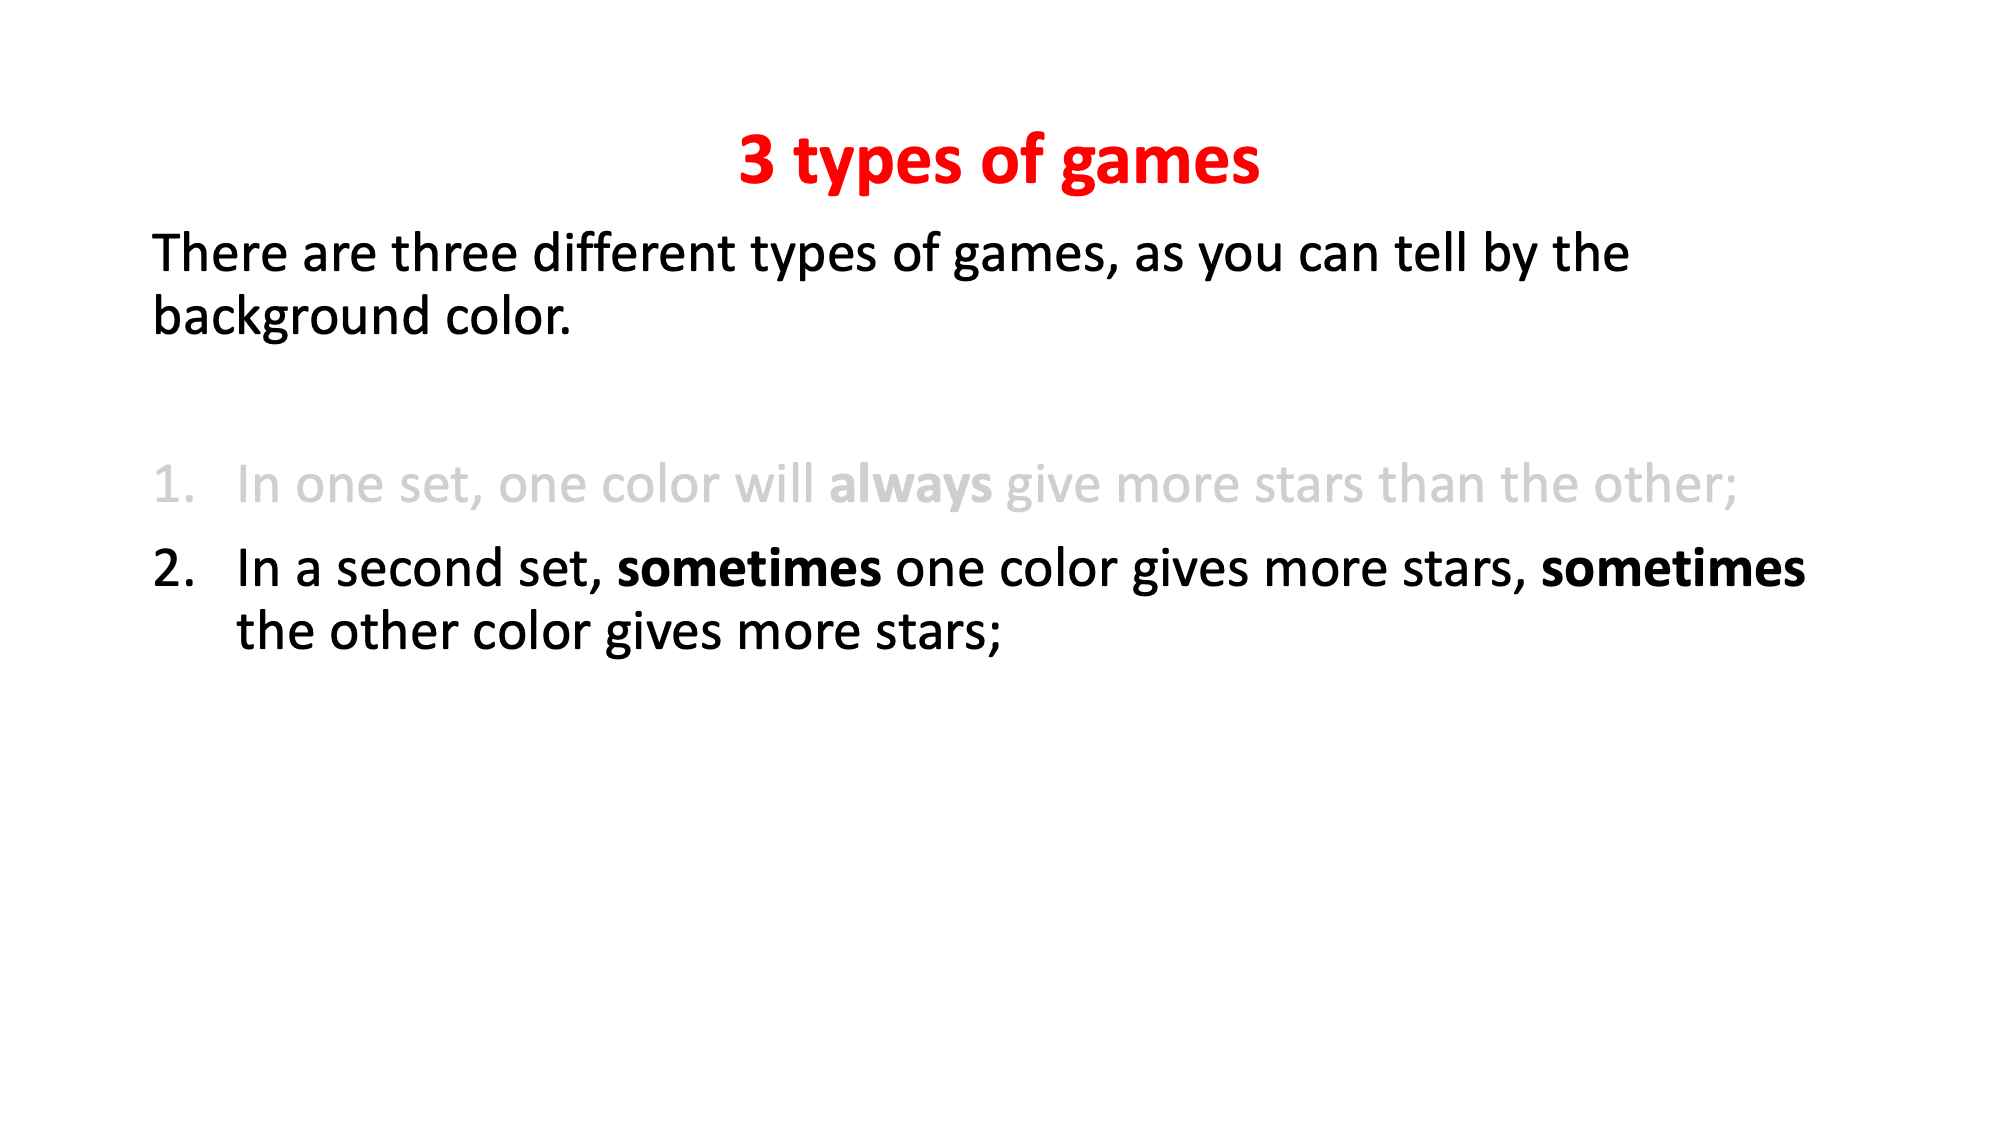 3 types of games
There are three different types of games, as you can tell by the
background color.
1. In one set, one color will always give more stars than the other;
2. In a second set, sometimes one color gives more stars, sometimes
the other color gives more stars;